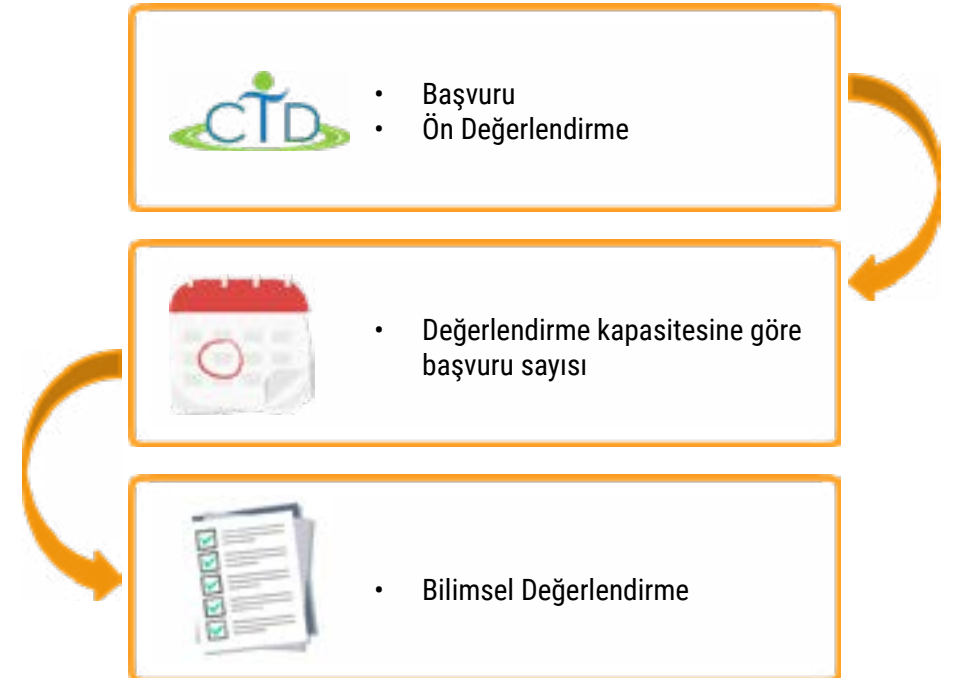 CTD
• Başvuru
• Ön Değerlendirme
• Değerlendirme kapasitesine göre
başvuru sayısı
• Bilimsel Değerlendirme